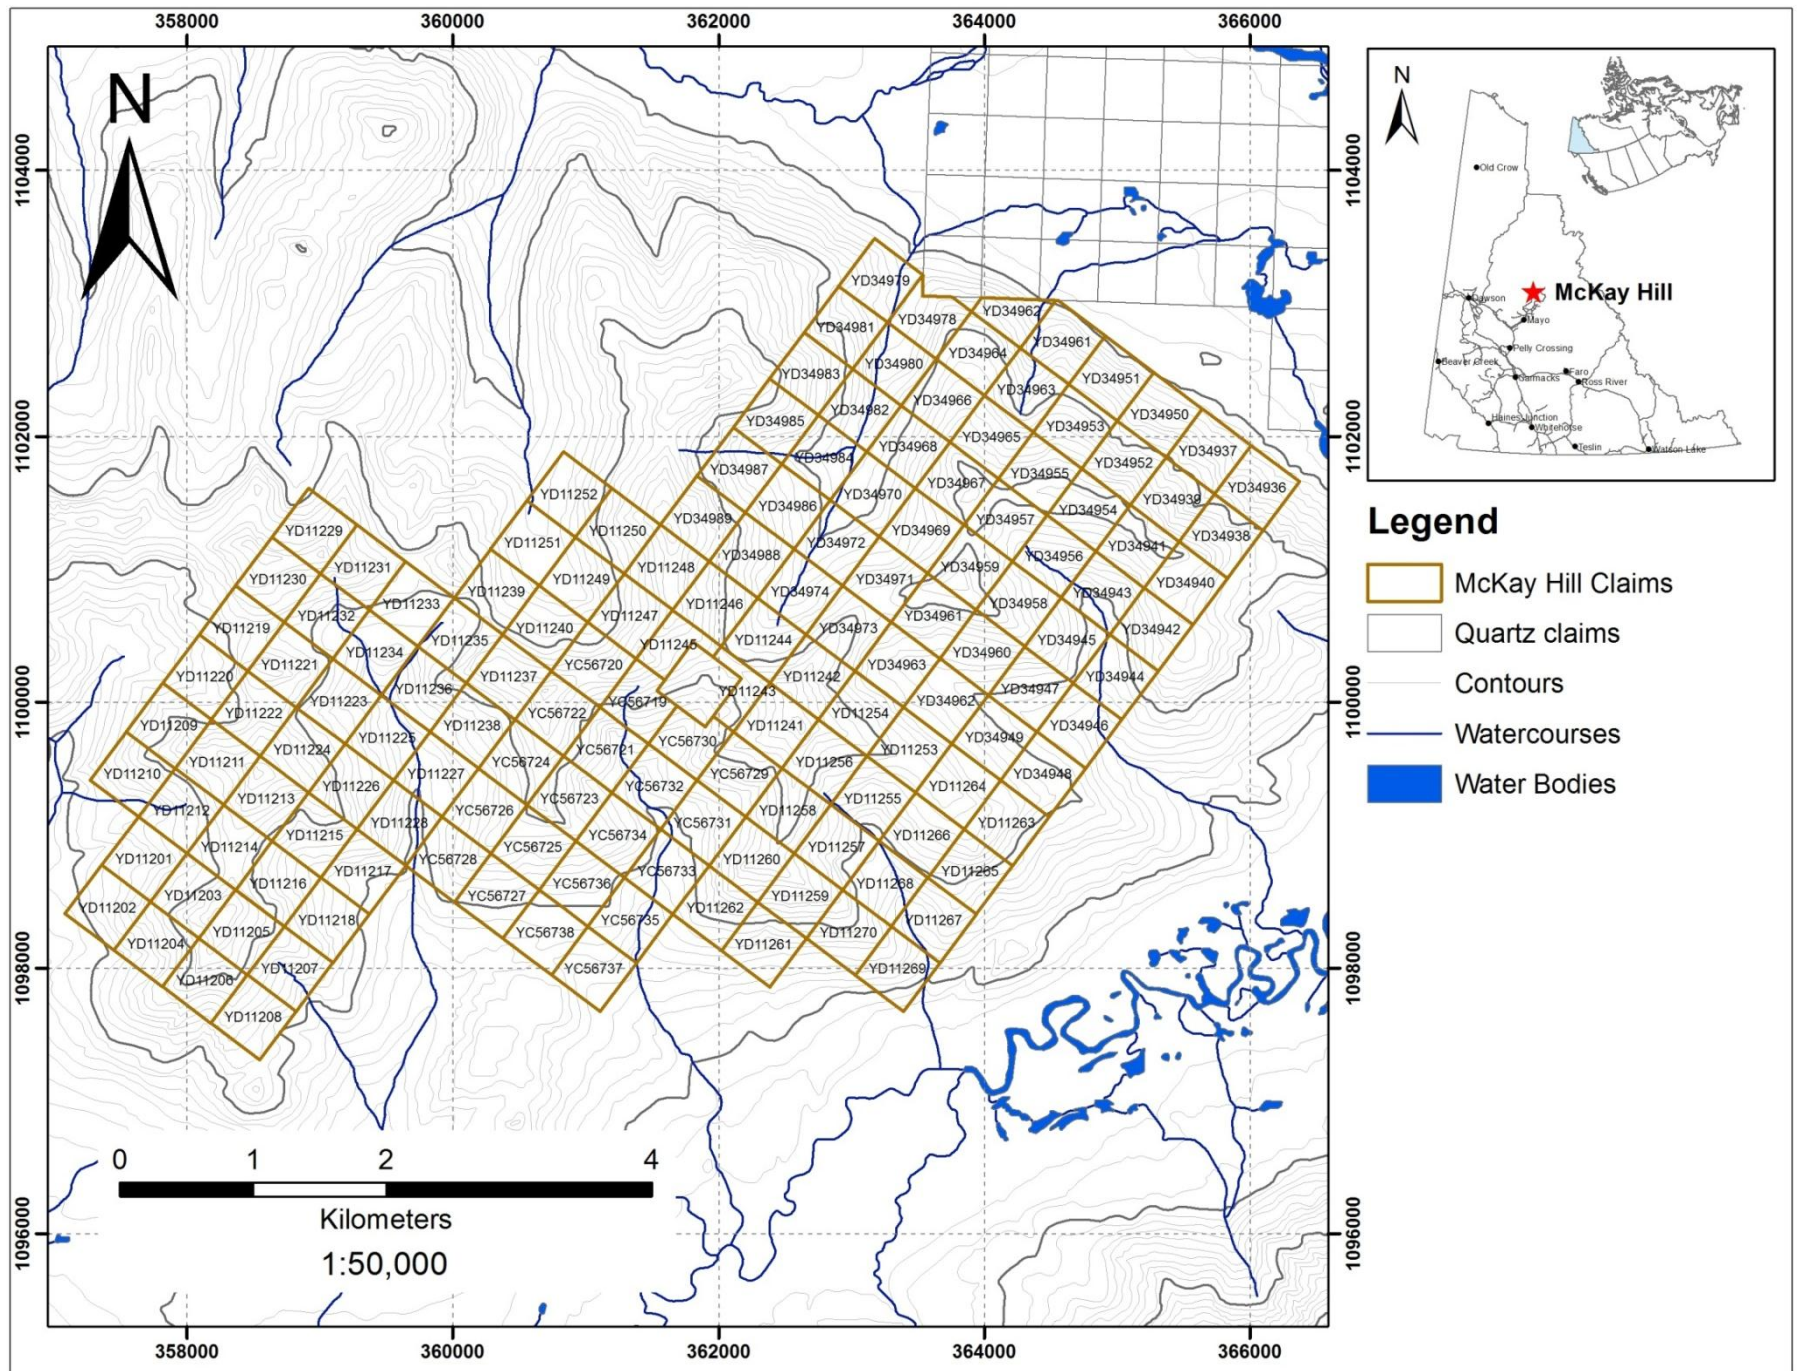 358000 360000 362000 364000 366000
N
1104000
1102000
1100000
1098000
1096000
1104000
1102000
1100000
1098000
1096000
YD34979
YD34962
YD34978
YD34981
YD34961
YD34964
YD34980
YD34983
YD34951
YD34963
YD34966
YD34982
YD34950
YD34985
YD34953
YD34965
YD34968
YD34937
YD34984
YD34952
YD34987
YD34955
YD34967
YD34936
YD11252
YD34970
YD34939
YD34986
YD34954
YD34989
YD34957
YD11229 YD11250
YD34969
YD34938
YD11251
YD34972
YD34941
YD34988
YD34956
YD11231
YD11248
YD34959
YD11230
YD11249
YD34971
YD34940
YD11239
YD34974
YD34943
YD11233
YD11246
YD34958
YD11232
YD11247
YD34961
YD11219
YD11240
YD34973
YD34942
YD11235
YD11244
YD34945
YD11245
YD11234
YD34960
YD11221
YC56720
YD34963
YD11220
YD11237
YD11242
YD34944
YD11236
YD11243
YD34947
YD11223
YC56719
YD34962
YD11222
YC56722
YD11254
YD11209
YD11238
YD11241
YD34946
YD11225
YC56730
YD34949
YD11224
YC56721
YD11253
YD11211
YC56724
YD11256
YD11210
YD11227
YC56729
YD34948
YD11226
YC56732
YD11264
YD11213
YC56723
YD11255
YD11212
YC56726
YD11258
YD11228
YC56731
YD11263
YD11215
YC56734
YD11266
YD11214
YC56725
YD11257
YD11201
YC56728
YD11260
YD11217
YC56733
YD11265
YD11216
YC56736
YD11268
YD11203
YC56727
YD11259
YD11202
YD11262
YD11218
YC56735
YD11267
YD11205
YC56738
YD11270
YD11204
YD11261
YD11207
YC56737
YD11269
YD11206
YD11208
0 1 2 4
Kilometers
1:50,000
358000 360000 362000 364000 366000
N
Old Crow
McKay Hill
Dawson
Mayo
Pelly Crossing
Beaver Creek
Faro
Carmacks
Ross River
Haines Junction
Whitehorse
Teslin
Watson Lake
Legend
McKay Hill Claims
Quartz claims
Contours
Watercourses
Water Bodies